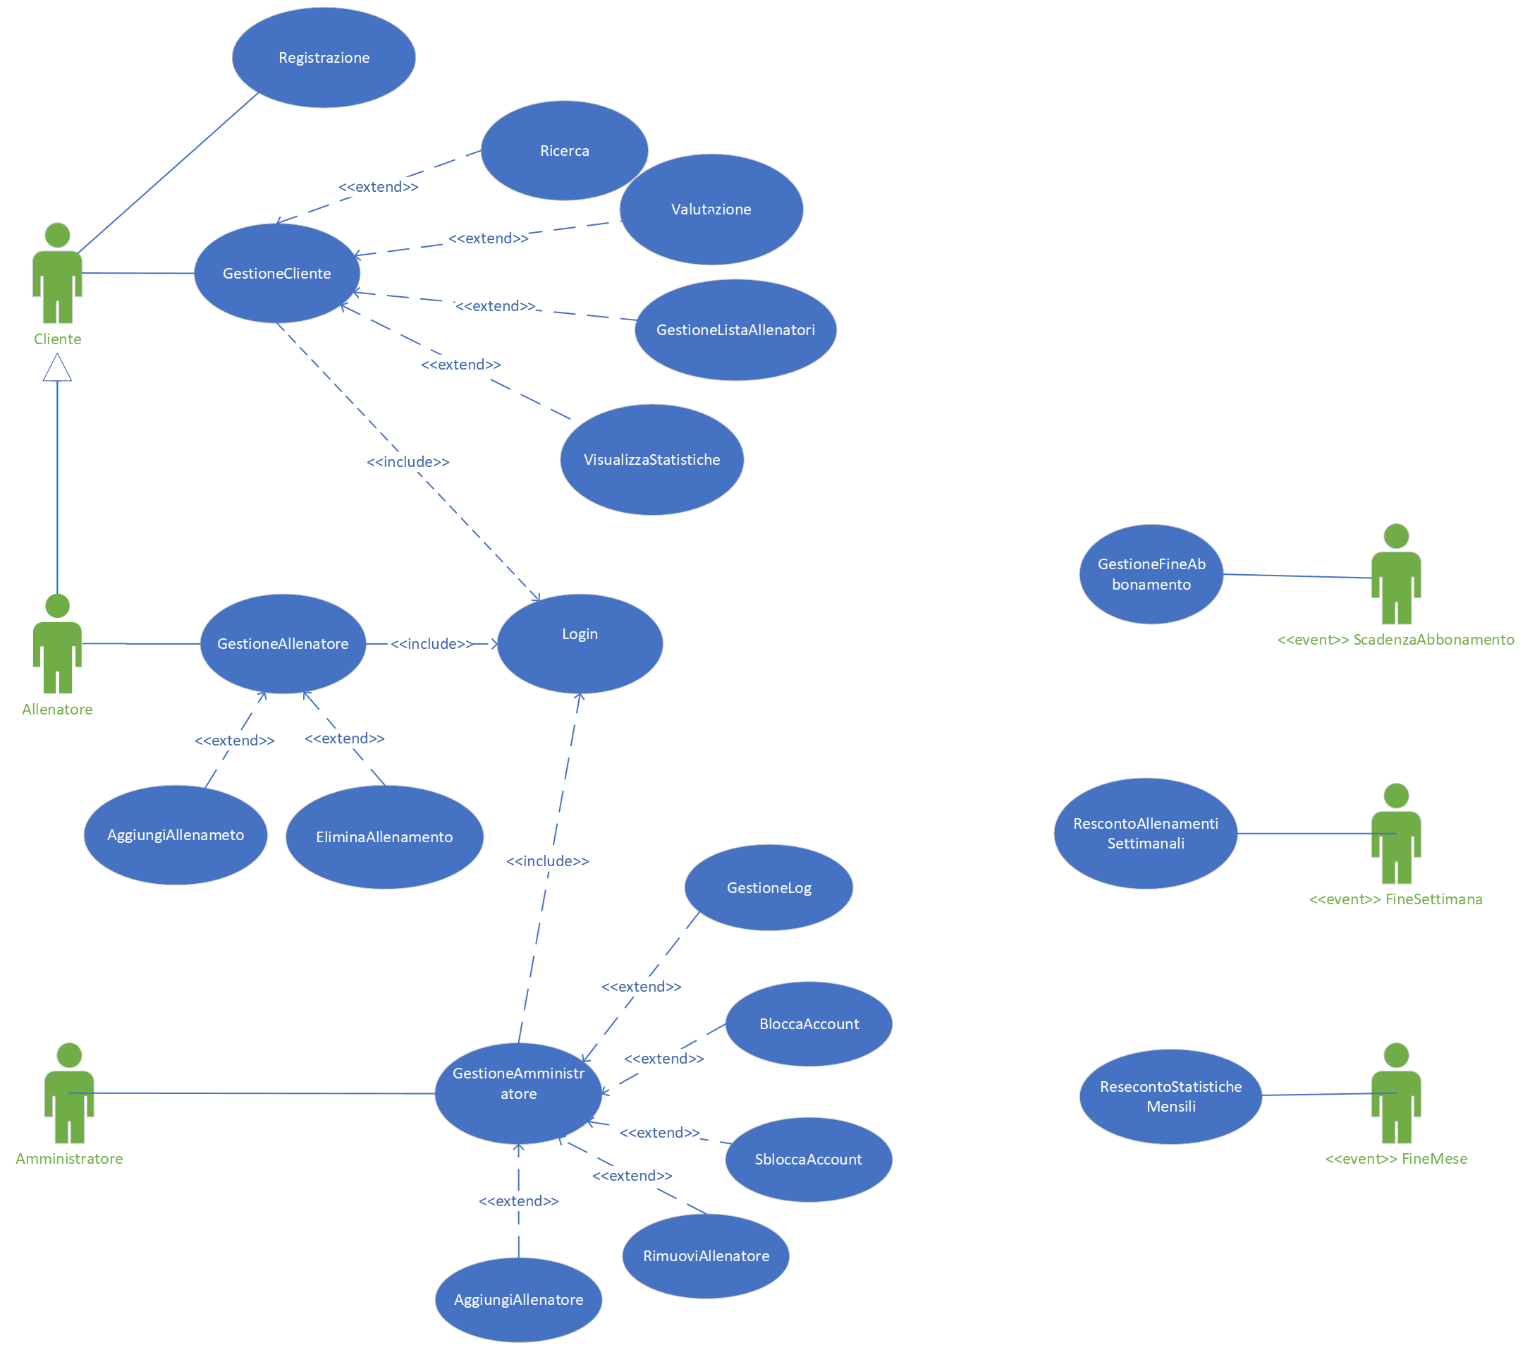 Registrazione
Ricerca
<<extend>>
Valutazione
<<extend>>
GestioneCliente
<<extend>>
GestioneListaAllenatori
Cliente
<<extend>>
<<include>>
VisualizzaStatistiche
GestioneFineAb
bonamento
<<event>> ScadenzaAbbonamento
Login
GestioneAllenatore
<<include>>
Allenatore
<<extend>>
<<extend>>
AggiungiAllenameto
EliminaAllenamento
RescontoAllenamenti
Settimanali
<<include>>
GestioneLog
<<event>> FineSettimana
<<extend>>
BloccaAccount
<<extend>>
GestioneAmministr
atore
ResecontoStatistiche
Mensili
<<extend>>
SbloccaAccount
Amministratore
<<event>> FineMese
<<extend>>
<<extend>>
RimuoviAllenatore
AggiungiAllenatore